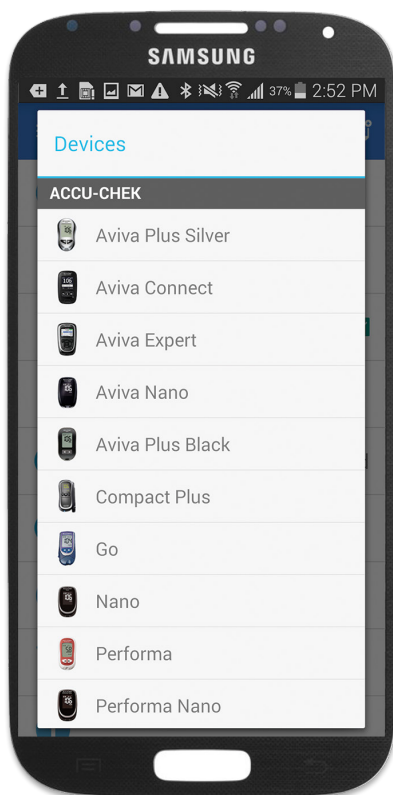 SAMSUNG
37% 2:52 PM
Devices
ACCU-CHEK
Aviva Plus Silver
Aviva Connect
Aviva Expert
Aviva Nano
Aviva Plus Black
Compact Plus
Go
Nano
Performa
Performa Nano